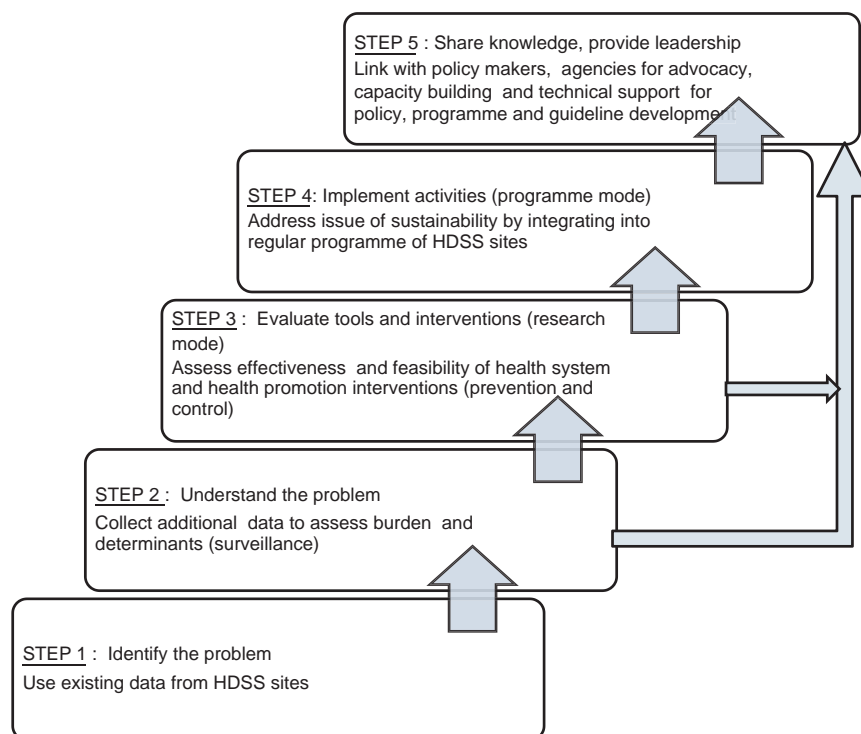 STEP 5 : Share knowledge, provide leadership
Link with policy makers, agencies for advocacy,
capacity building and technical support for
policy, programme and guideline development
STEP 4: Implement activities (programme mode)
Address issue of sustainability by integrating into
regular programme of HDSS sites
STEP 3 : Evaluate tools and interventions (research
mode)
Assess effectiveness and feasibility of health system
and health promotion interventions (prevention and
control)
STEP 2 : Understand the problem
Collect additional data to assess burden and
determinants (surveillance)
STEP 1 : Identify the problem
Use existing data from HDSS sites